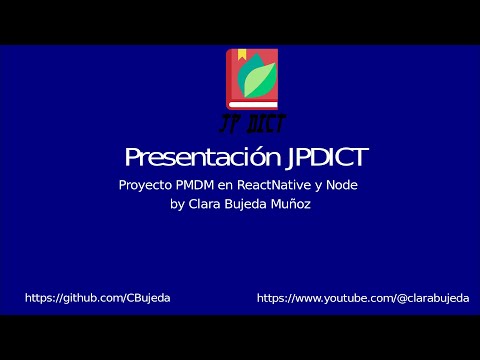 JP DICT
Presentación JPDICT
Proyecto PMDM en ReactNative y Node
by Clara Bujeda Muñoz
https://github.com/CBujeda
https://www.youtube.com/@clarabujeda